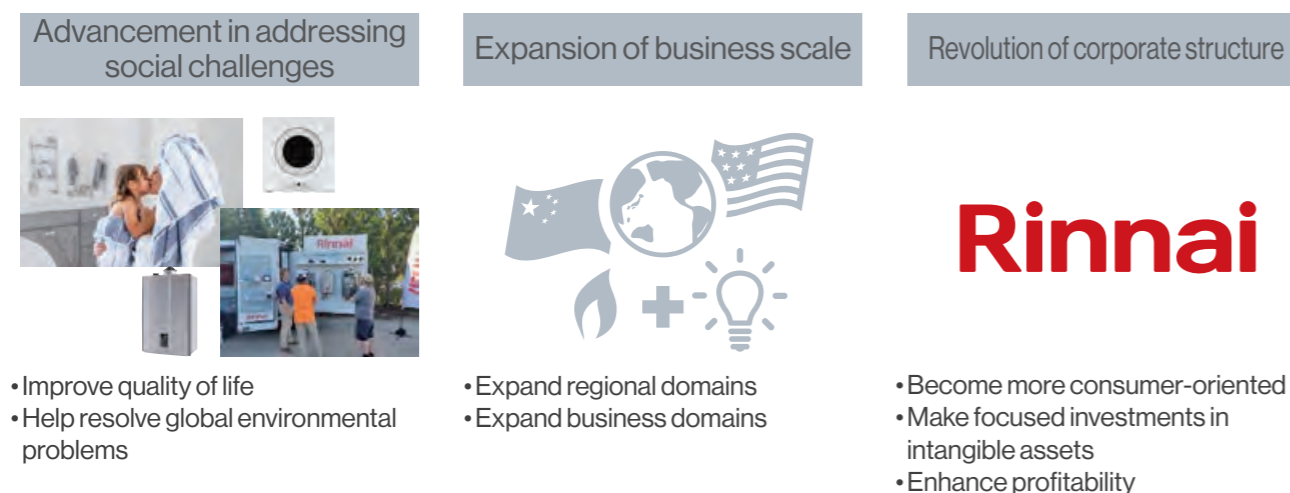 Advancement in addressing
social challenges
Expansion of business scale
Revolution of corporate structure
Rinnai
Rinnai
• Improve quality of life
• Help resolve global environmental
problems
• Expand regional domains
• Expand business domains
• Become more consumer-oriented
• Make focused investments in
intangible assets
• Enhance profitability